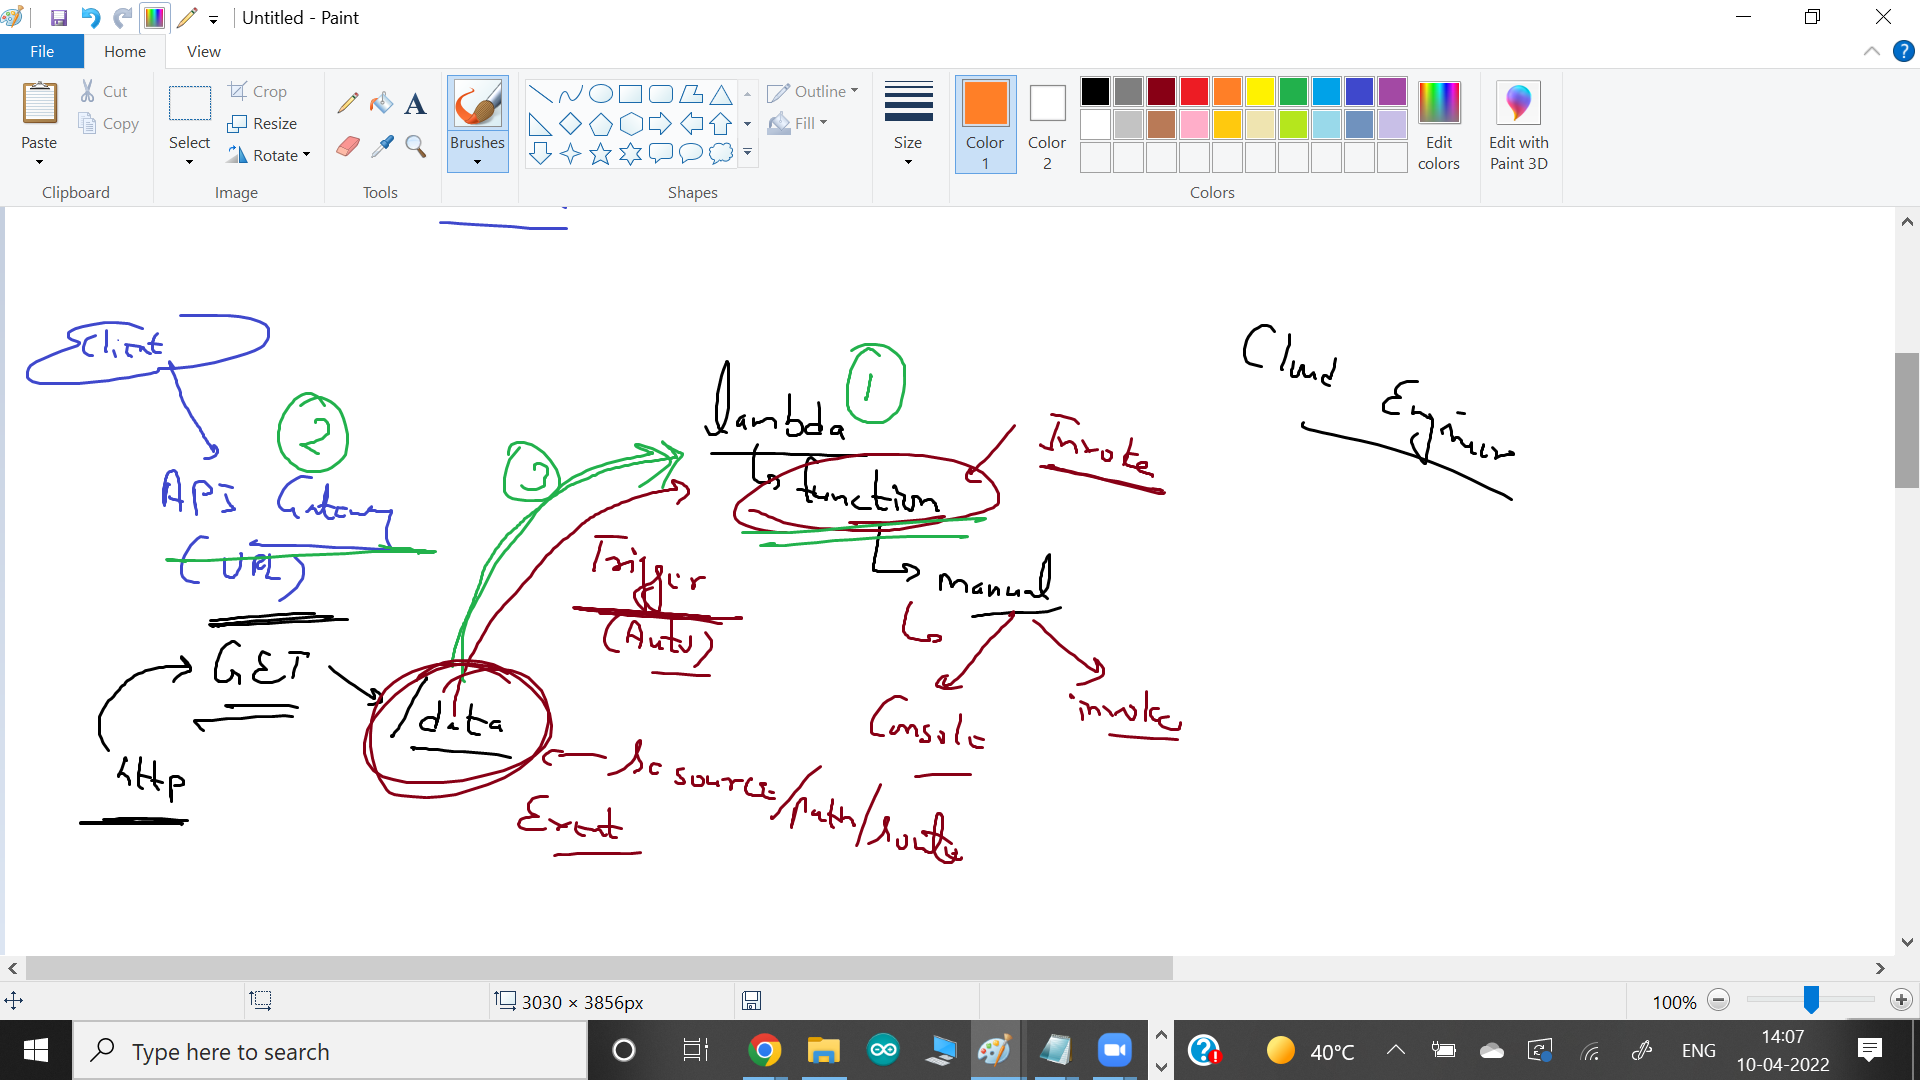 Untitled - Paint
File Home View
Paste
Cut
Copy
Clipboard
Select
Crop
Resize
Rotate
Image
Tools
Brushes
Outline
Fill
Shapes
Size
Color 1
Color 2
Edit colors
Colors
Edit with Paint 3D
Client
1
Cloud Engineer
2
lambda
3
Invoke
API Gateway
function
(URL)
Trigger
manual
(Auto)
GET
/data
Console
invoke
http
resource/path/route
Event
3030 × 3856px
100%
Type here to search
40°C
ENG
14:07
10-04-2022